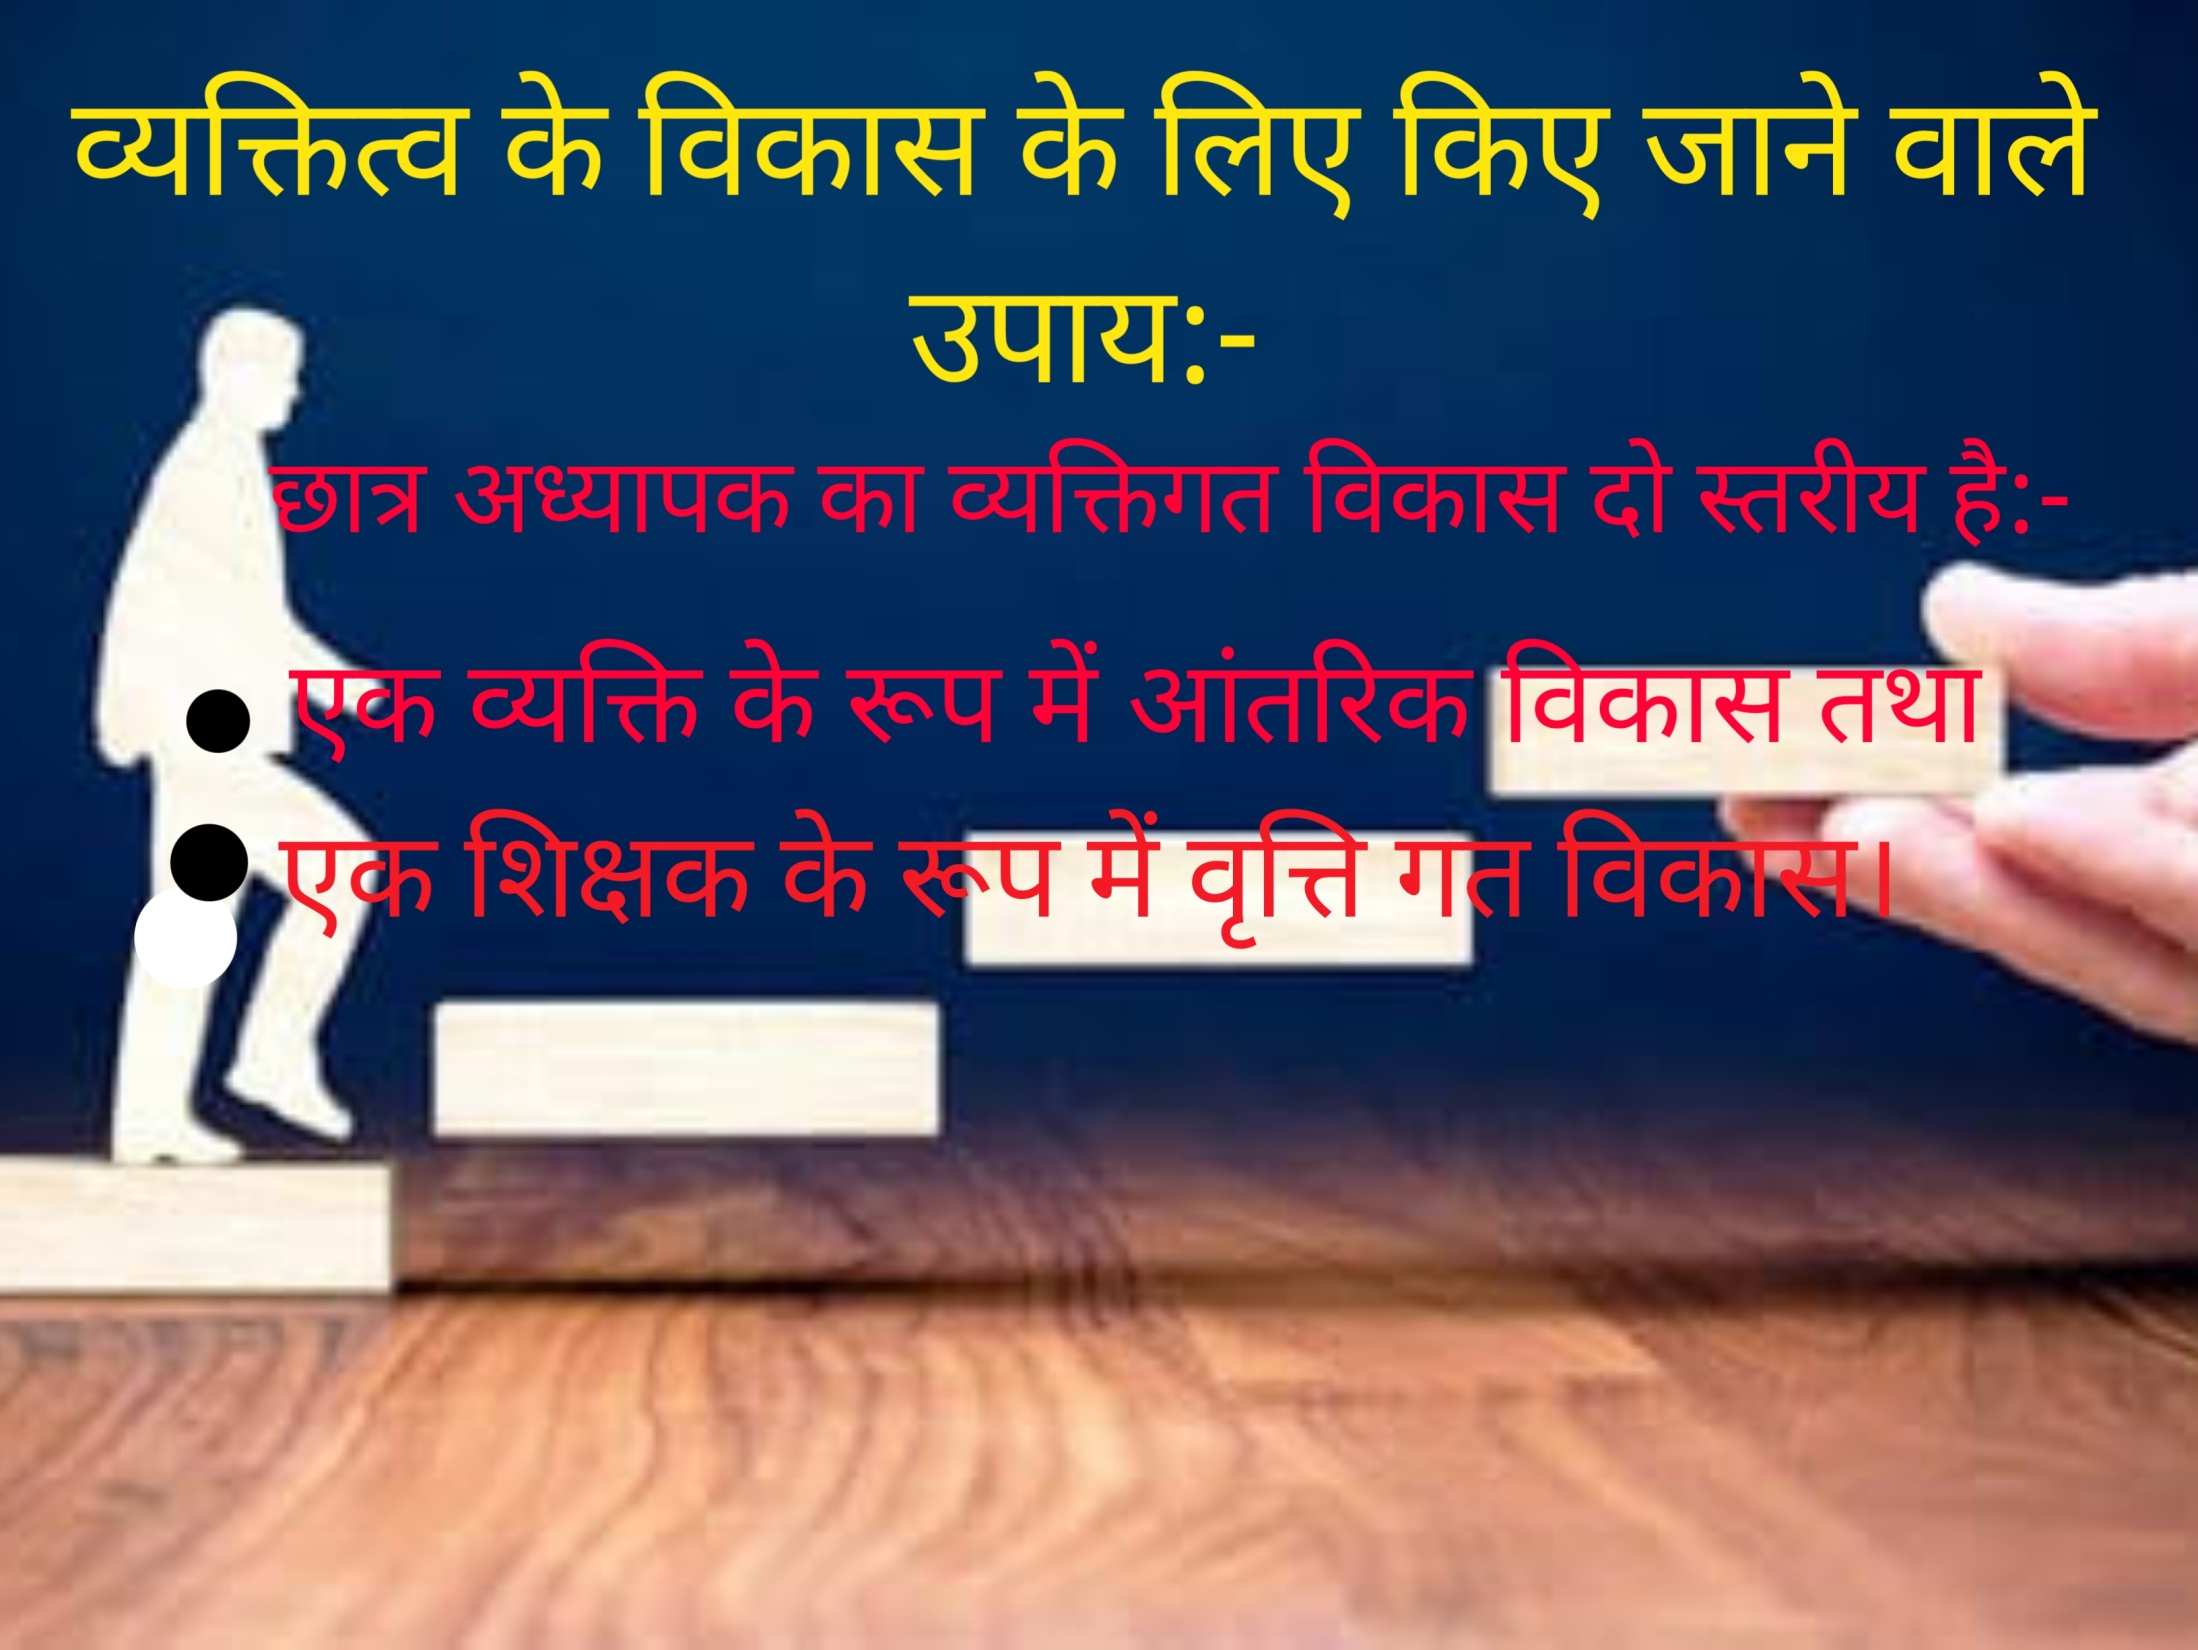 व्यक्तित्व के विकास के लिए किए जाने वाले
उपाय:-
छात्र अध्यापक का व्यक्तिगत विकास दो स्तरीय है:-
एक व्यक्ति के रूप में आंतरिक विकास तथा
एक शिक्षक के रूप में वृत्ति गत विकास।